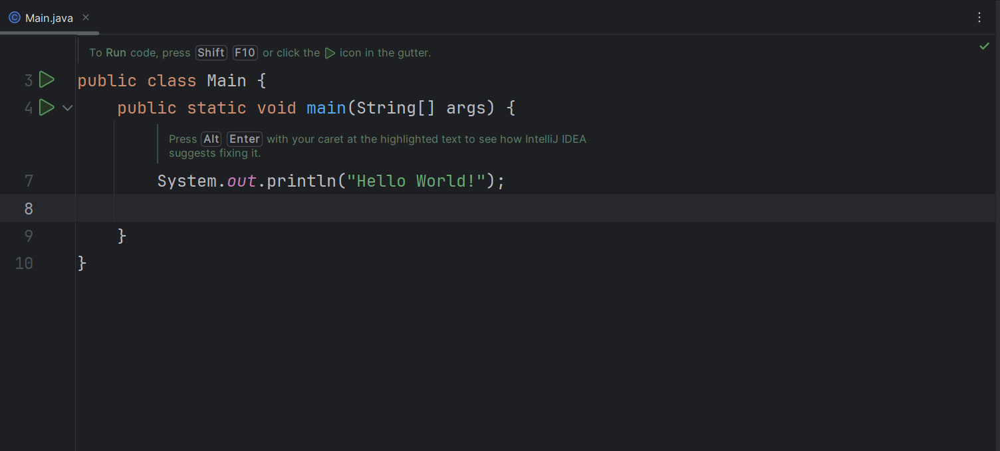 Main.java
To Run code, press Shift F10 or click the icon in the gutter.
3 public class Main {
4 public static void main(String[] args) {
Press Alt Enter with your caret at the highlighted text to see how IntelliJ IDEA
suggests fixing it.
7 System.out.println("Hello World!");
8
9 }
10 }